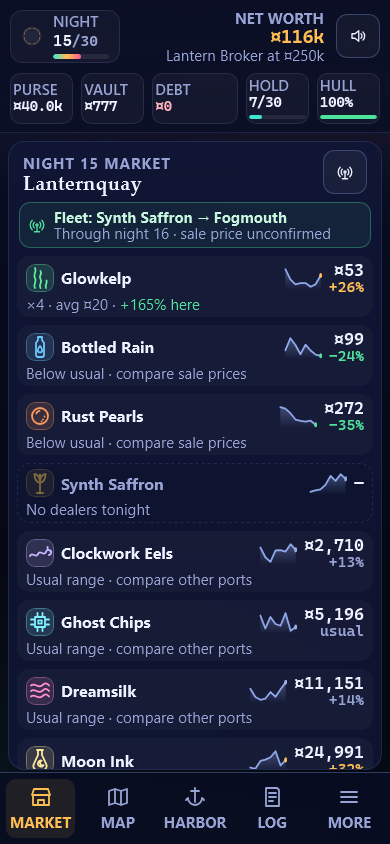 NIGHT
15/30
NET WORTH
¤116k
Lantern Broker at ¤250k
PURSE
¤40.0k
VAULT
¤777
DEBT
¤0
HOLD
7/30
HULL
100%
NIGHT 15 MARKET
Lanternquay
Fleet: Synth Saffron → Fogmouth
Through night 16 · sale price unconfirmed
Glowkelp
¤53
+26%
×4 · avg ¤20 · +165% here
Bottled Rain
¤99
−24%
Below usual · compare sale prices
Rust Pearls
¤272
−35%
Below usual · compare sale prices
Synth Saffron
—
No dealers tonight
Clockwork Eels
¤2,710
+13%
Usual range · compare other ports
Ghost Chips
¤5,196
usual
Usual range · compare other ports
Dreamsilk
¤11,151
+14%
Usual range · compare other ports
Moon Ink
¤24,991
+32%
MARKET
MAP
HARBOR
LOG
MORE